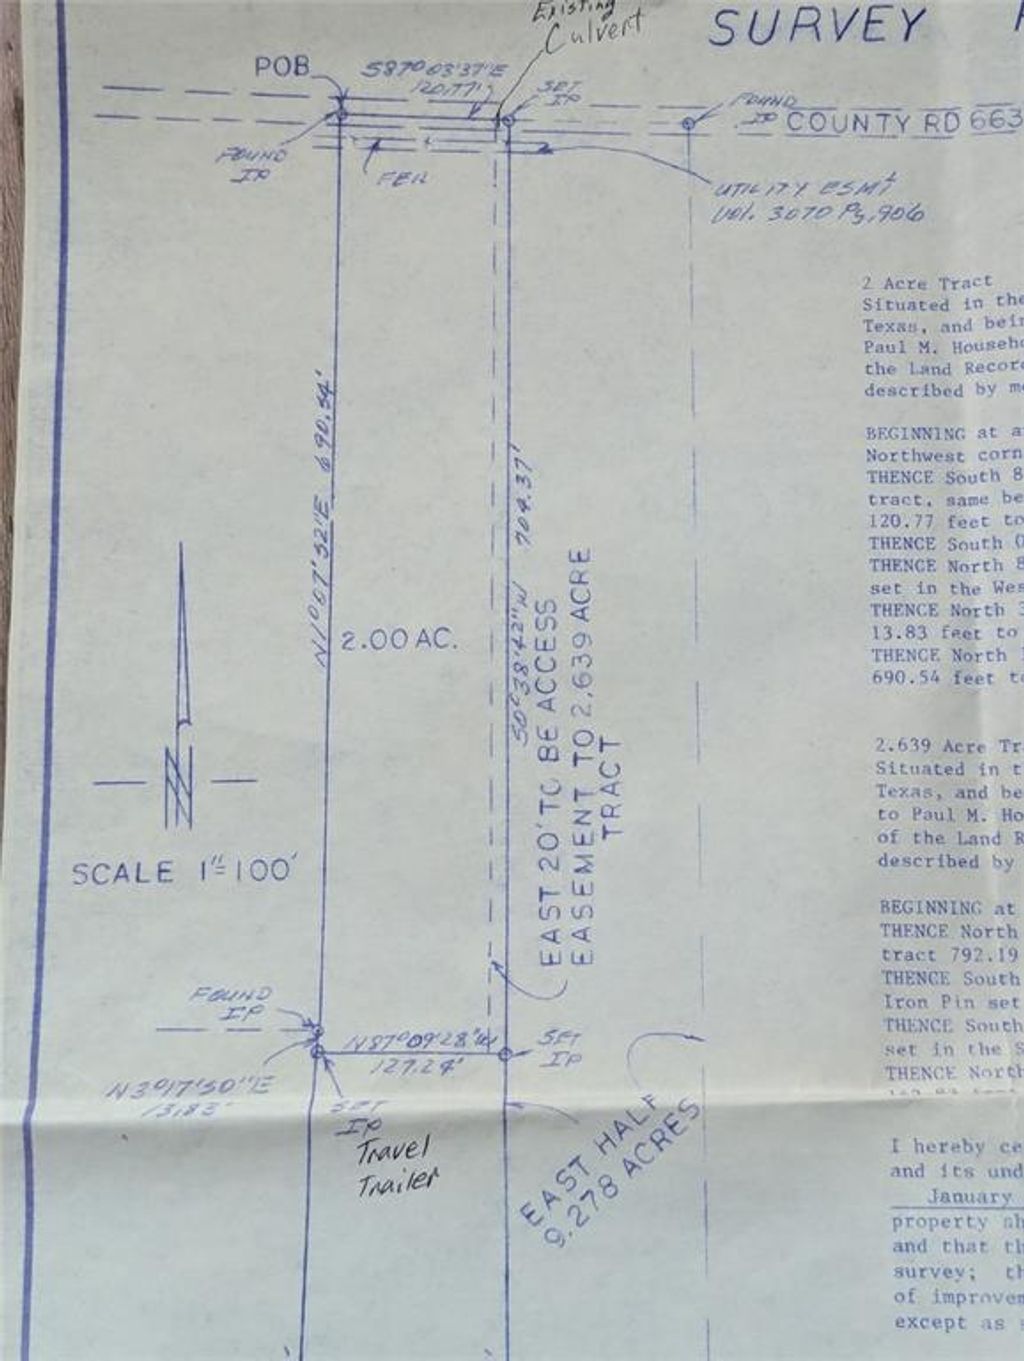 SURVEY
Existing
Culvert
POB
S87°03'37"E
120.77'
SET
IP
FOUND
IP
COUNTY RD 663
FOUND
IP
UTILITY ESMT
Vol. 3070 Pg. 906
2 Acre Tract
Situated in the
Texas, and bein
Paul M. Househo
the Land Recor
described by me
N1°07'52"E 690.54'
S0°38'42"W 704.37'
2.00 AC.
EAST 20' TO BE ACCESS
EASEMENT TO 2.639 ACRE
TRACT
BEGINNING at a
Northwest corn
THENCE South 8
tract, same be
120.77 feet to
THENCE South 0
THENCE North 8
set in the Wes
THENCE North 3
13.83 feet to
THENCE North
690.54 feet to
SCALE 1"=100'
2.639 Acre Tra
Situated in t
Texas, and be
to Paul M. Ho
of the Land R
described by
BEGINNING at
THENCE North
tract 792.19
THENCE South
Iron Pin set
THENCE South
set in the S
THENCE North
FOUND
IP
N87°09'28"W
127.24'
SET
IP
N3°17'50"E
13.83'
SET
IP
Travel
Trailer
EAST HALF
9.278 ACRES
I hereby ce
and its und
January
property sh
and that th
survey; th
of improvem
except as